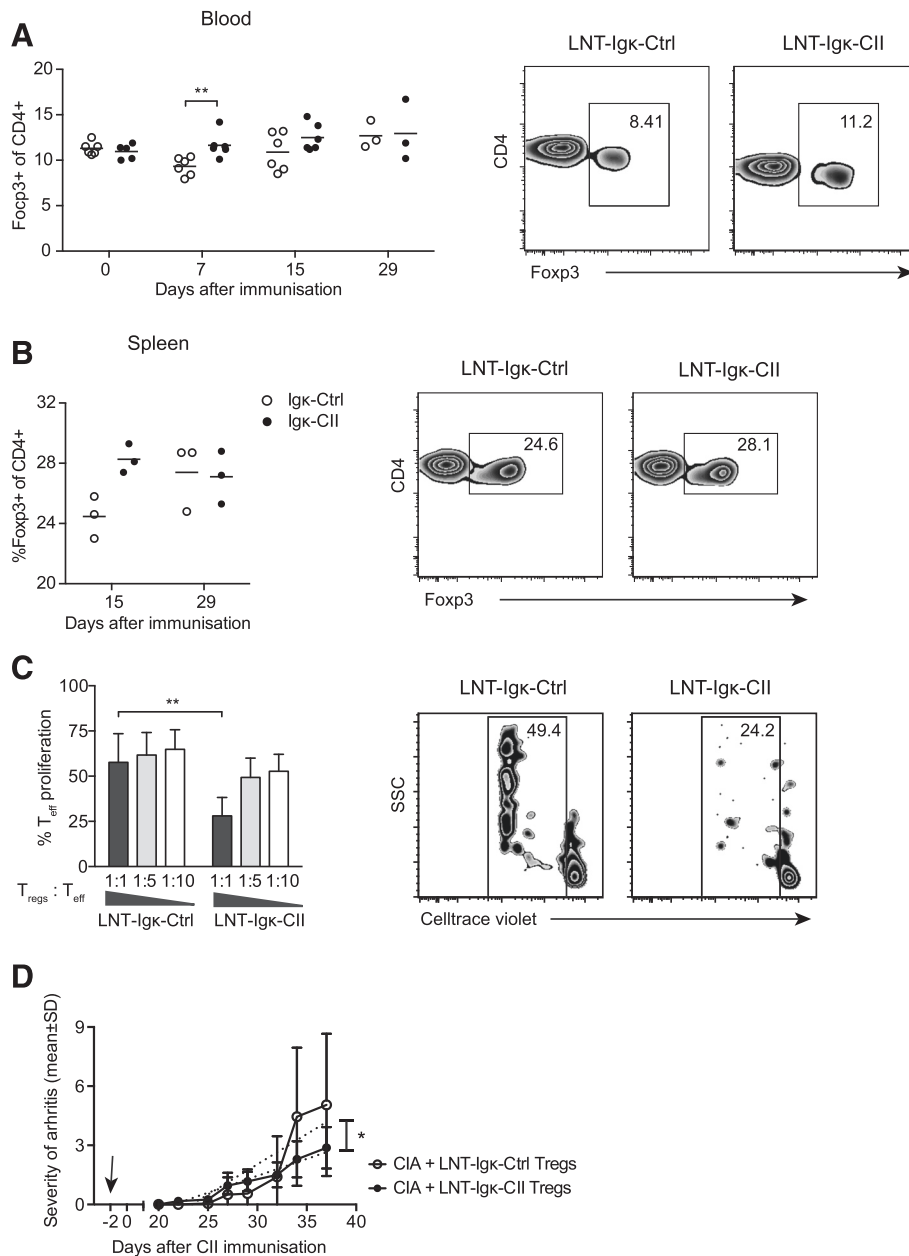 A
Blood
Focp3+ of CD4+
20
15
10
5
0
**
0 7 15 29
Days after immunisation
LNT-Igκ-Ctrl LNT-Igκ-CII
CD4
8.41 11.2
Foxp3
B
Spleen
%Foxp3+ of CD4+
32
28
24
20
15 29
Days after immunisation
Igκ-Ctrl
Igκ-CII
LNT-Igκ-Ctrl LNT-Igκ-CII
CD4
24.6 28.1
Foxp3
C
% Teff proliferation
100
75
50
25
0
**
Tregs : Teff
1:1 1:5 1:10 1:1 1:5 1:10
LNT-Igκ-Ctrl LNT-Igκ-CII
LNT-Igκ-Ctrl LNT-Igκ-CII
SSC
49.4 24.2
Celltrace violet
D
Severity of arhritis (mean±SD)
9
6
3
0
-2 0 20 25 30 35 40
Days after CII immunisation
*
CIA + LNT-Igκ-Ctrl Tregs
CIA + LNT-Igκ-CII Tregs